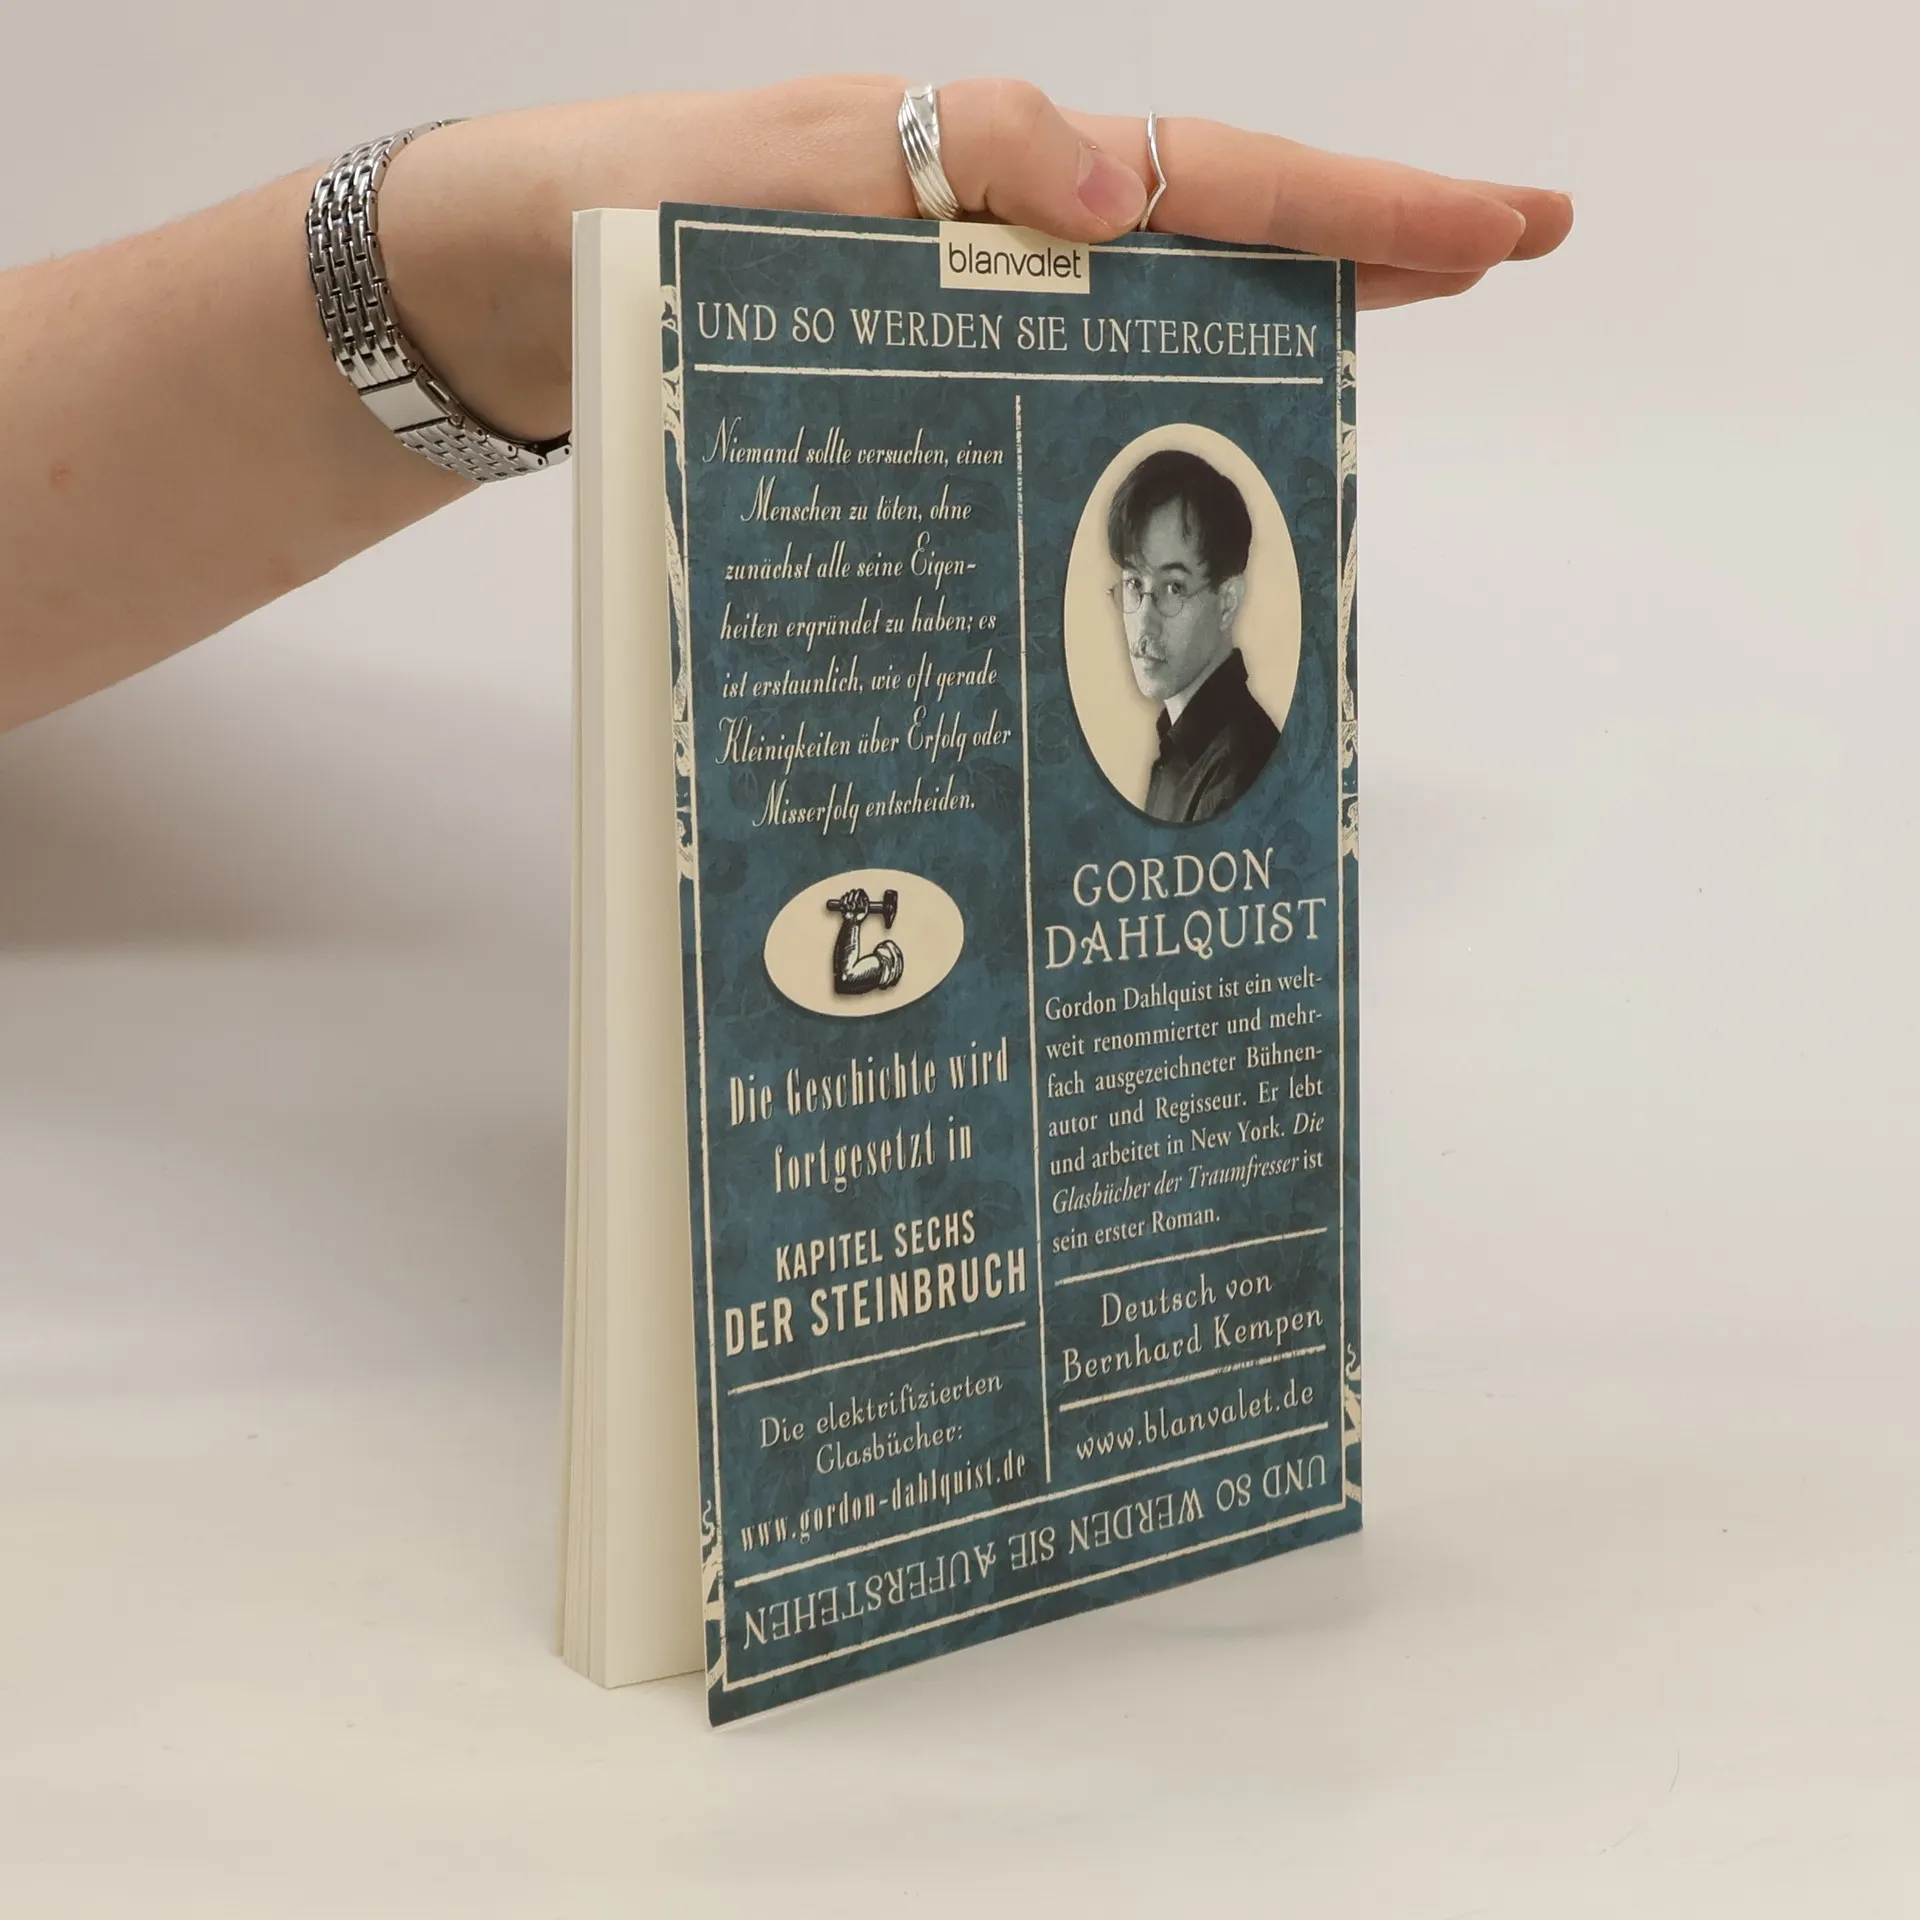 blanvalet
UND SO WERDEN SIE UNTERGEHEN
Niemand sollte versuchen, einen
Menschen zu töten, ohne
zunächst alle seine Eigen-
heiten ergründet zu haben; es
ist erstaunlich, wie oft gerade
Kleinigkeiten über Erfolg oder
Misserfolg entscheiden.
Die Geschichte wird
fortgesetzt in
KAPITEL SECHS
DER STEINBRUCH
Die elektrifizierten
Glasbücher:
www.gordon-dahlquist.de
GORDON
DAHLQUIST
Gordon Dahlquist ist ein welt-
weit renommierter und mehr-
fach ausgezeichneter Bühnen-
autor und Regisseur. Er lebt
und arbeitet in New York. Die
Glasbücher der Traumfresser ist
sein erster Roman.
Deutsch von
Bernhard Kempen
www.blanvalet.de
UND SO WERDEN SIE AUFERSTEHEN